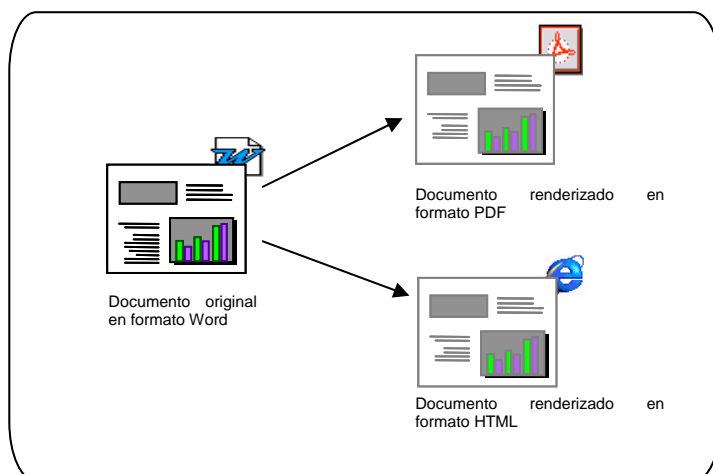 Documento renderizado en
formato PDF
Documento original
en formato Word
Documento renderizado en
formato HTML